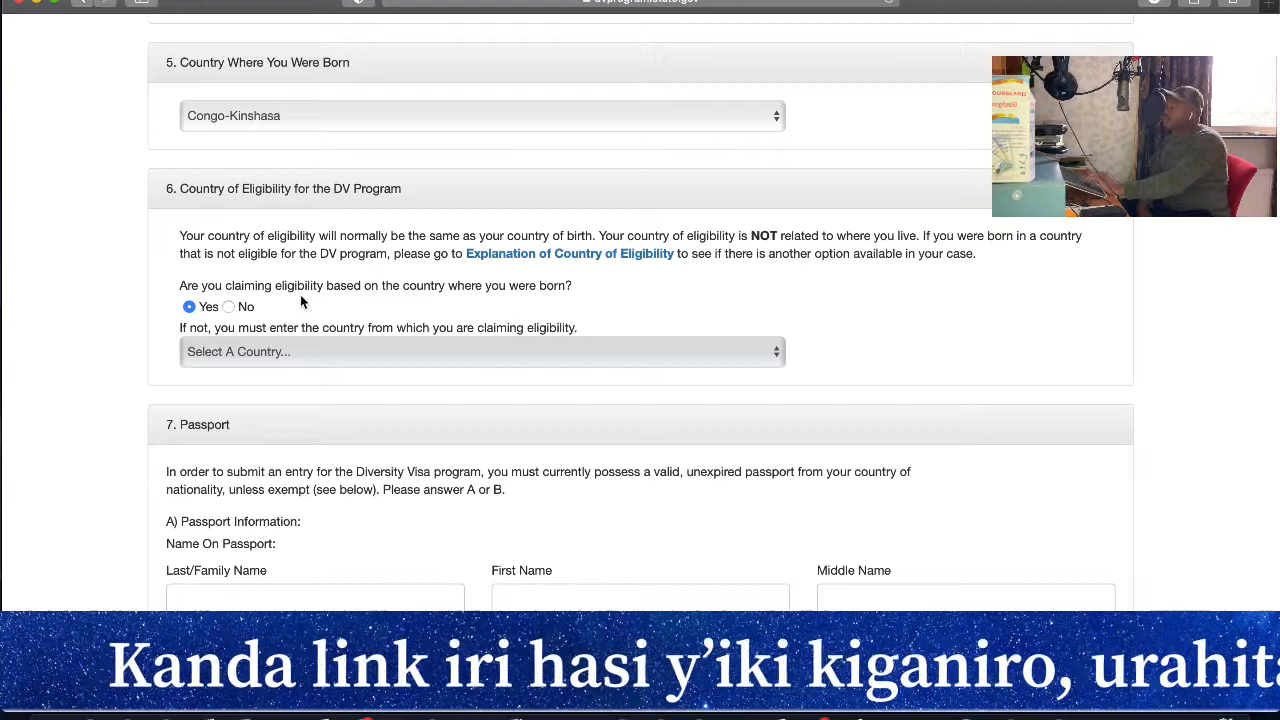 5. Country Where You Were Born
Congo-Kinshasa
6. Country of Eligibility for the DV Program
Your country of eligibility will normally be the same as your country of birth. Your country of eligibility is NOT related to where you live. If you were born in a country
that is not eligible for the DV program, please go to Explanation of Country of Eligibility to see if there is another option available in your case.
Are you claiming eligibility based on the country where you were born?
Yes No
If not, you must enter the country from which you are claiming eligibility.
Select A Country...
7. Passport
In order to submit an entry for the Diversity Visa program, you must currently possess a valid, unexpired passport from your country of
nationality, unless exempt (see below). Please answer A or B.
A) Passport Information:
Name On Passport:
Last/Family Name First Name Middle Name
Kanda link iri hasi y’iki kiganiro,